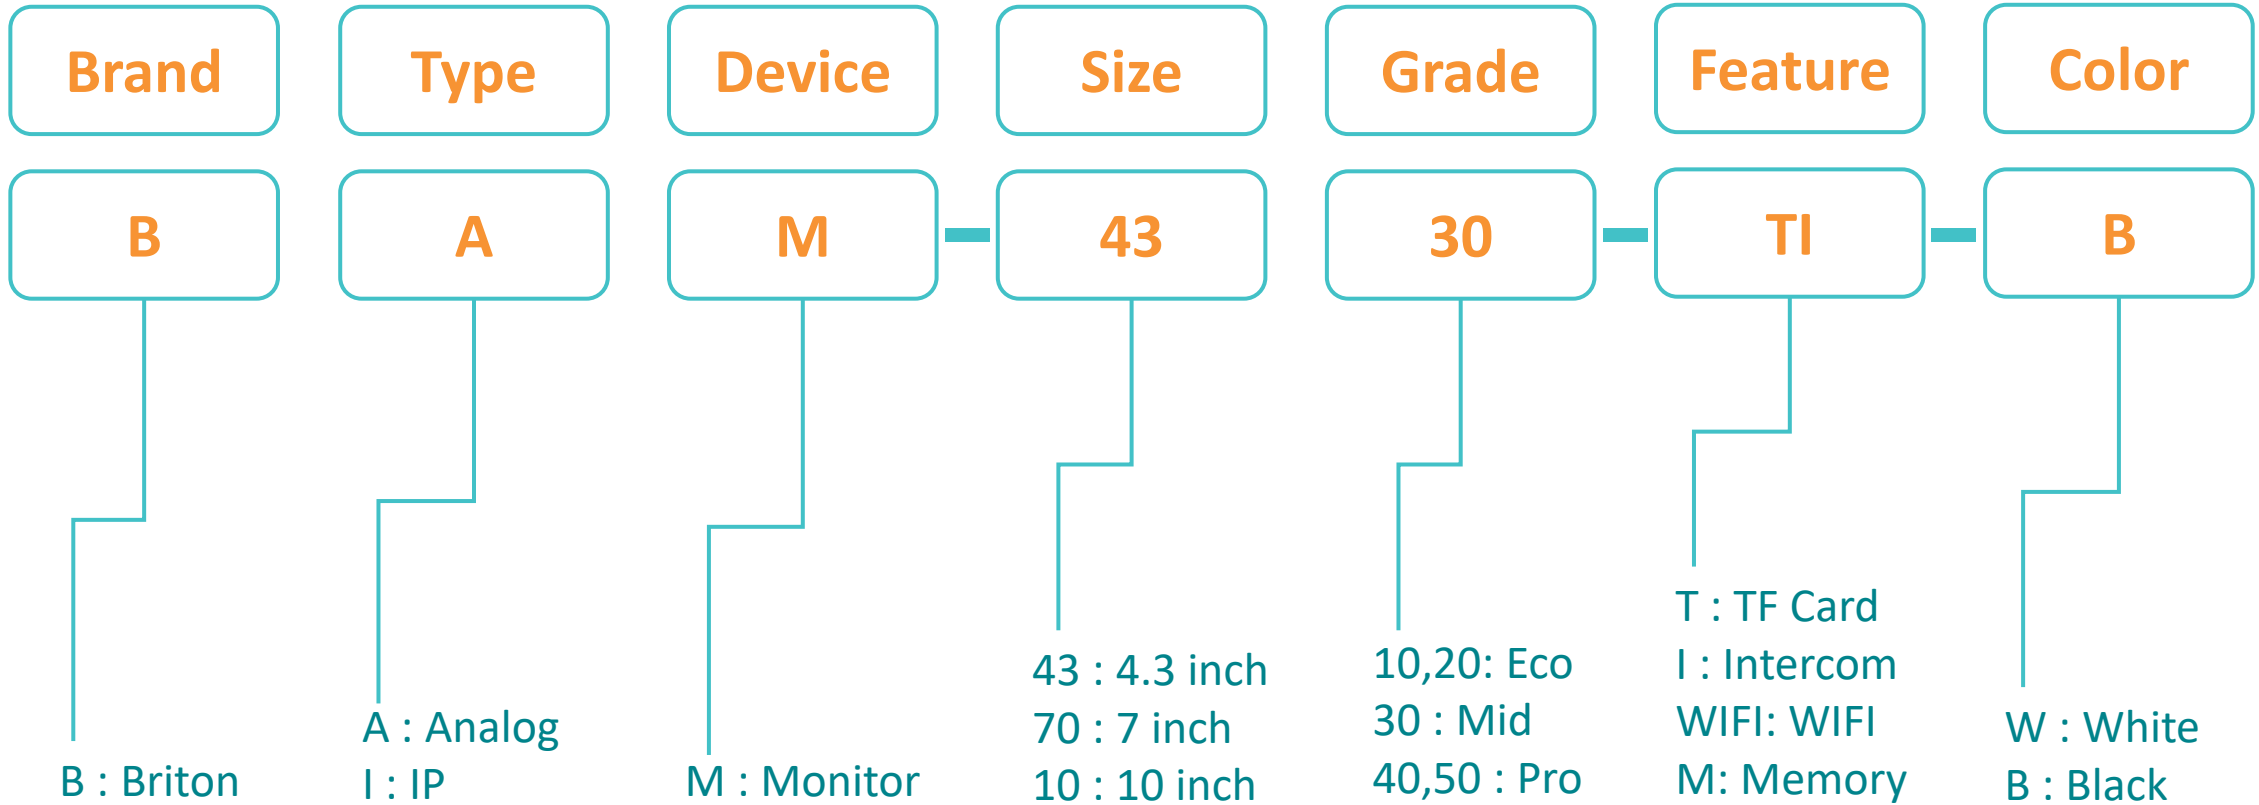 Brand
Type
Device
Size
Grade
Feature
Color
B
A
M
43
30
TI
B
B : Briton
A : Analog
I : IP
M : Monitor
43 : 4.3 inch
70 : 7 inch
10 : 10 inch
10,20: Eco
30 : Mid
40,50 : Pro
T : TF Card
I : Intercom
WIFI: WIFI
M: Memory
W : White
B : Black